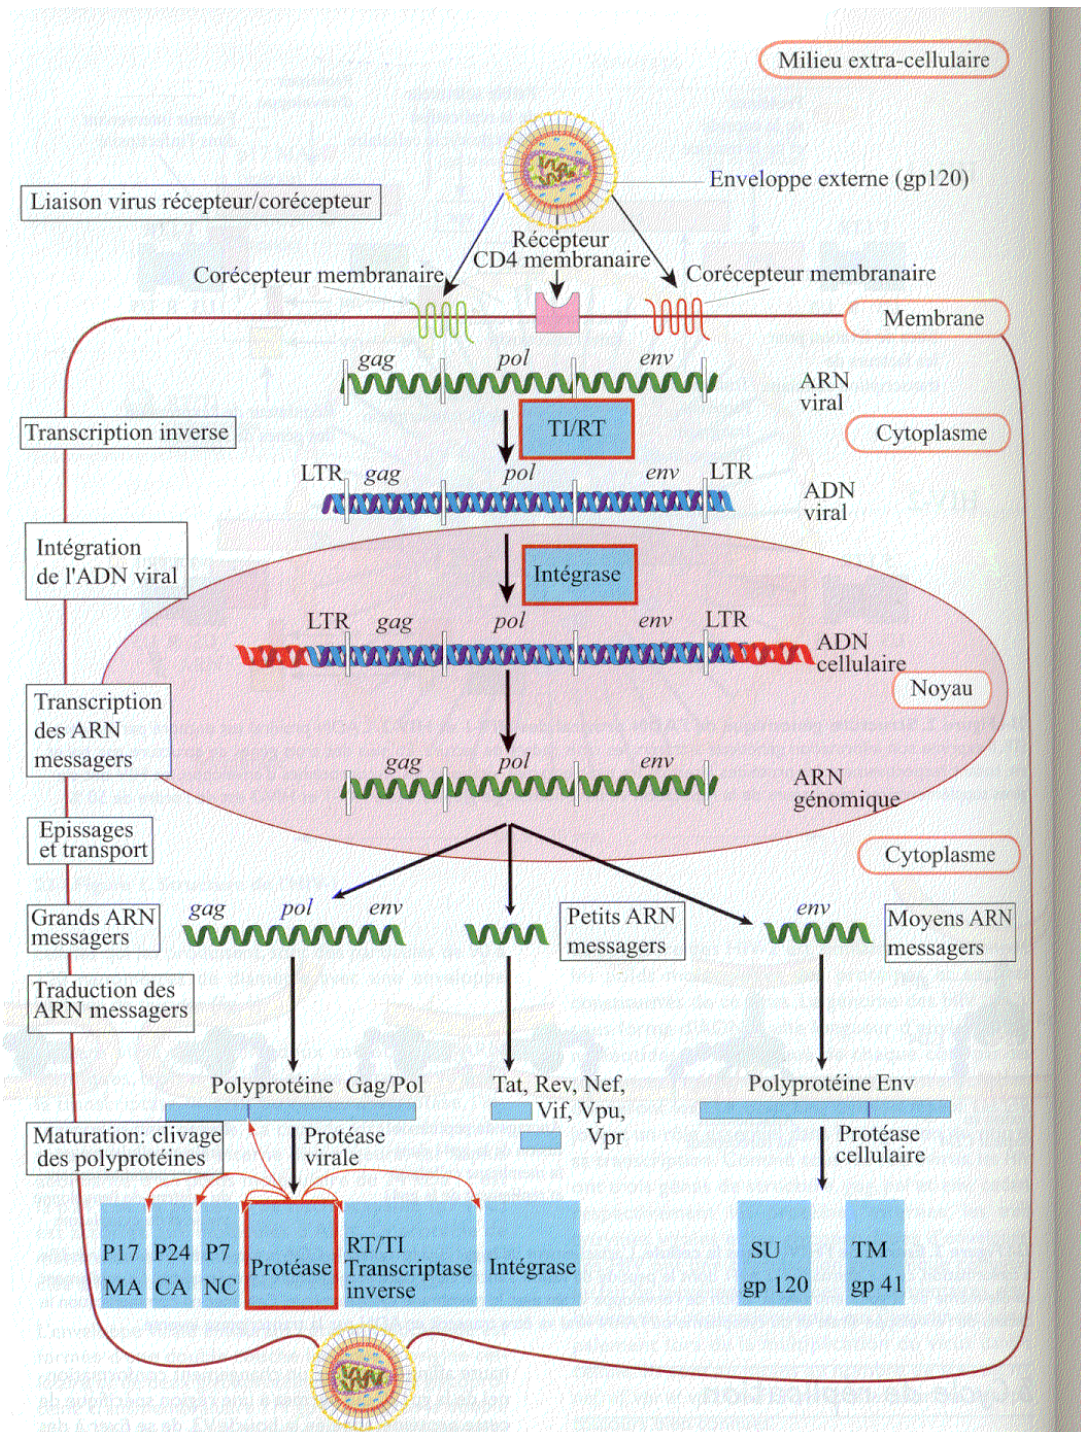 Milieu extra-cellulaire
Enveloppe externe (gp120)
Liaison virus récepteur/corécepteur
Récepteur
CD4 membranaire
Corécepteur membranaire
Corécepteur membranaire
Membrane
gag pol env
ARN
viral
Transcription inverse
TI/RT
Cytoplasme
LTR gag pol env LTR
ADN
viral
Intégration
de l'ADN viral
Intégrase
LTR gag pol env LTR
ADN
cellulaire
Noyau
Transcription
des ARN
messagers
gag pol env
ARN
génomique
Epissages
et transport
Cytoplasme
Grands ARN
messagers
gag pol env
Petits ARN
messagers
env
Moyens ARN
messagers
Traduction des
ARN messagers
Polyprotéine Gag/Pol
Tat, Rev, Nef,
Vif, Vpu,
Vpr
Polyprotéine Env
Maturation: clivage
des polyprotéines
Protéase
virale
Protéase
cellulaire
P17
MA
P24
CA
P7
NC
Protéase
RT/TI
Transcriptase
inverse
Intégrase
SU
gp 120
TM
gp 41